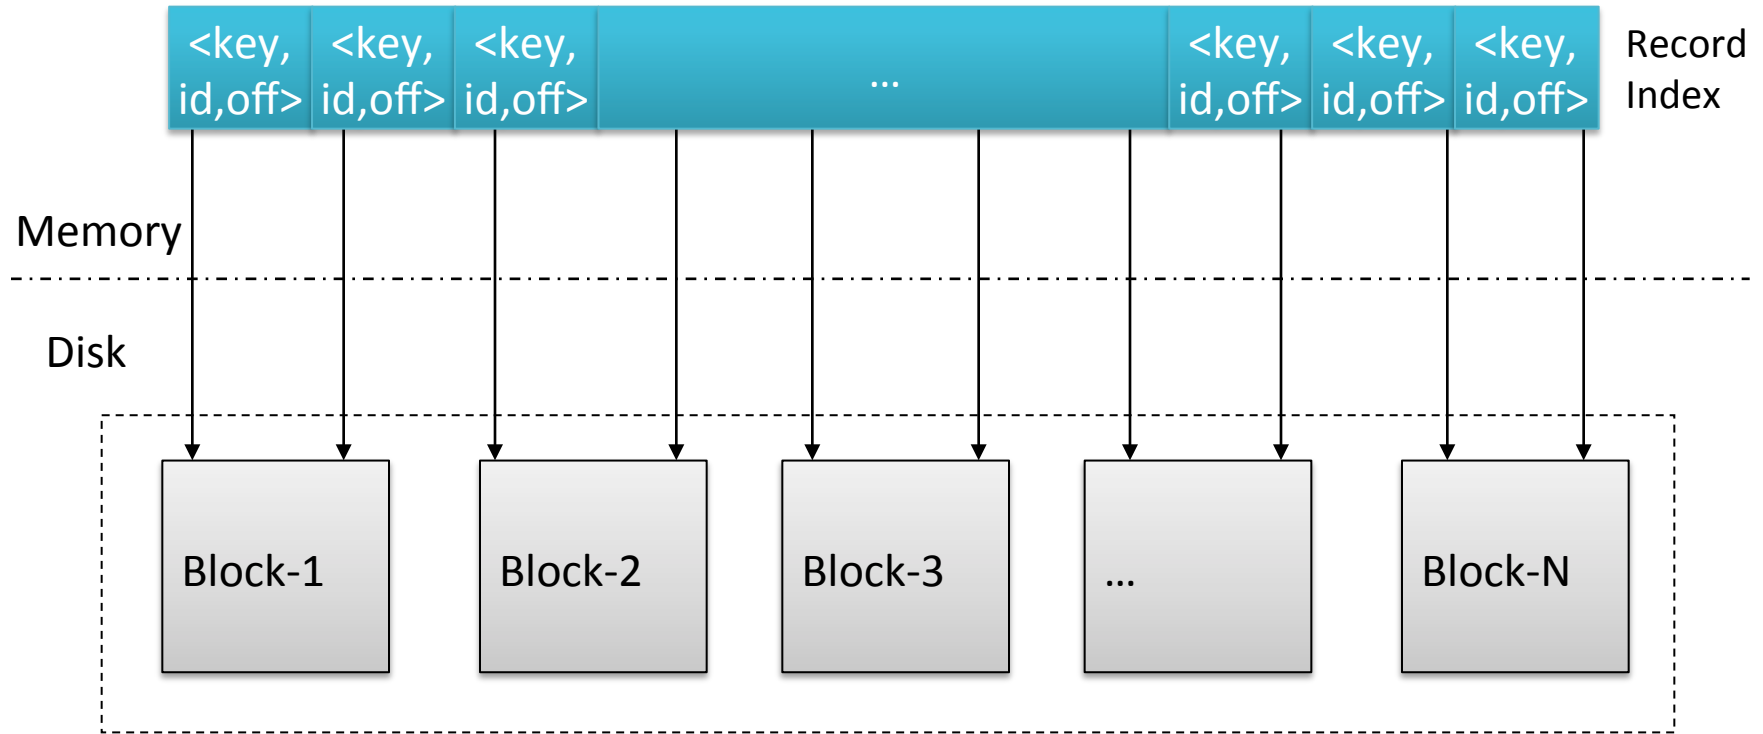 <key,
id,off>
<key,
id,off>
<key,
id,off>
...
<key,
id,off>
<key,
id,off>
<key,
id,off>
Record
Index
Memory
Disk
Block-1
Block-2
Block-3
...
Block-N